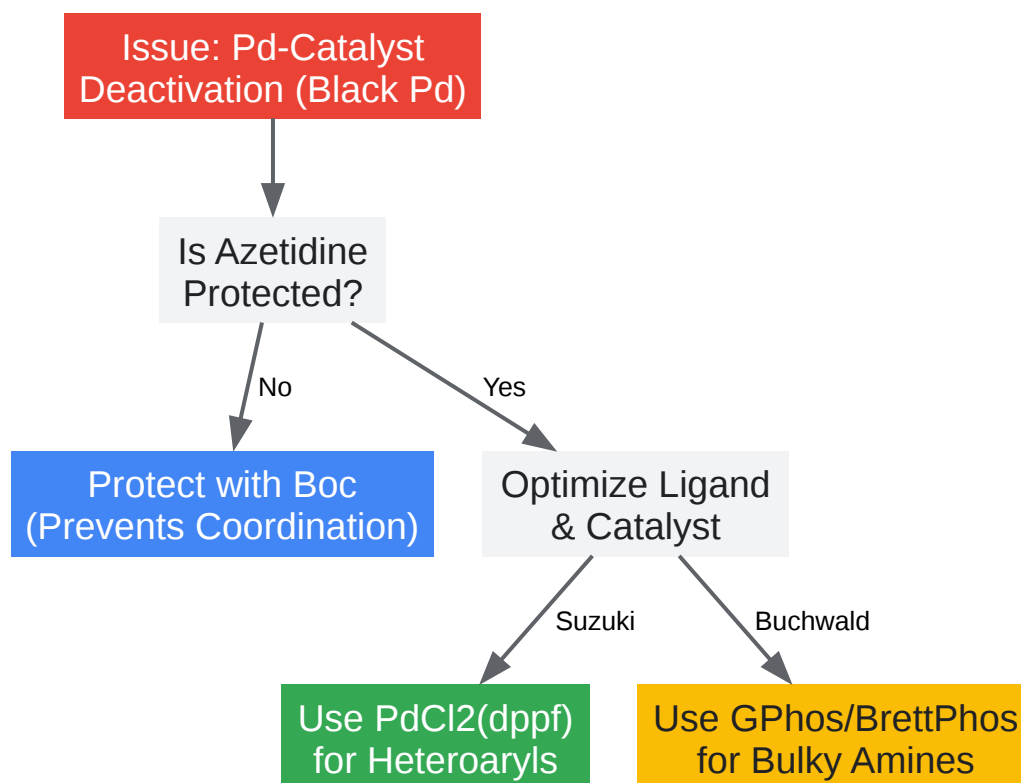 Issue: Pd-Catalyst
Deactivation (Black Pd)
Is Azetidine
Protected?
No
Yes
Protect with Boc
(Prevents Coordination)
Optimize Ligand
& Catalyst
Suzuki
Buchwald
Use PdCl2(dppf)
for Heteroaryls
Use GPhos/BrettPhos
for Bulky Amines